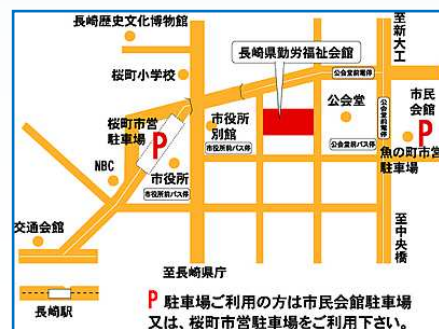 長崎歴史文化博物館
至新大工
長崎県勤労福祉会館
桜町小学校
公会堂前電停
公会堂
市民
会館
P
桜町市営
駐車場
P
市役所
別館
公会堂前電停
市役所前バス停
公会堂前バス停
魚の町市営
駐車場
NBC
市役所
市役所前バス停
交通会館
至中央橋
至長崎県庁
長崎駅
P 駐車場ご利用の方は市民会館駐車場
又は、桜町市営駐車場をご利用下さい。